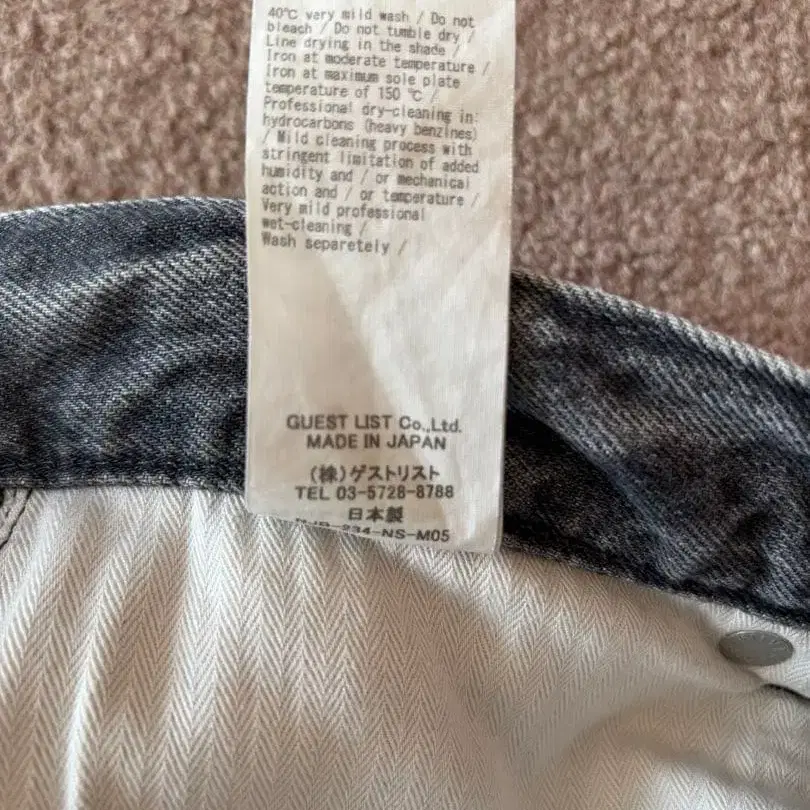 40℃ very mild wash / Do not
bleach / Do not tumble dry /
Line drying in the shade /
Iron at moderate temperature /
Iron at maximum sole plate
temperature of 150 ℃ /
Professional dry-cleaning in:
hydrocarbons (heavy benzines)
/ Mild cleaning process with
stringent limitation of added
humidity and / or mechanical
action and / or temperature /
Very mild professional
wet-cleaning /
Wash separetely /
GUEST LIST Co.,Ltd.
MADE IN JAPAN
(株)ゲストリスト
TEL 03-5728-8788
日本製
-234-NS-M05